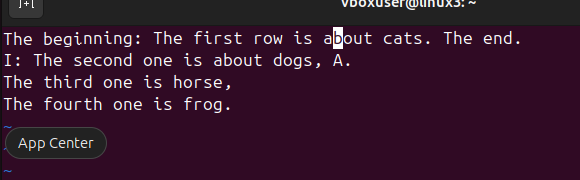 vboxuser@linux3:
The beginning: The first row is about cats. The end.
I: The second one is about dogs, A.
The third one is horse,
The fourth one is frog.
~
App Center
~